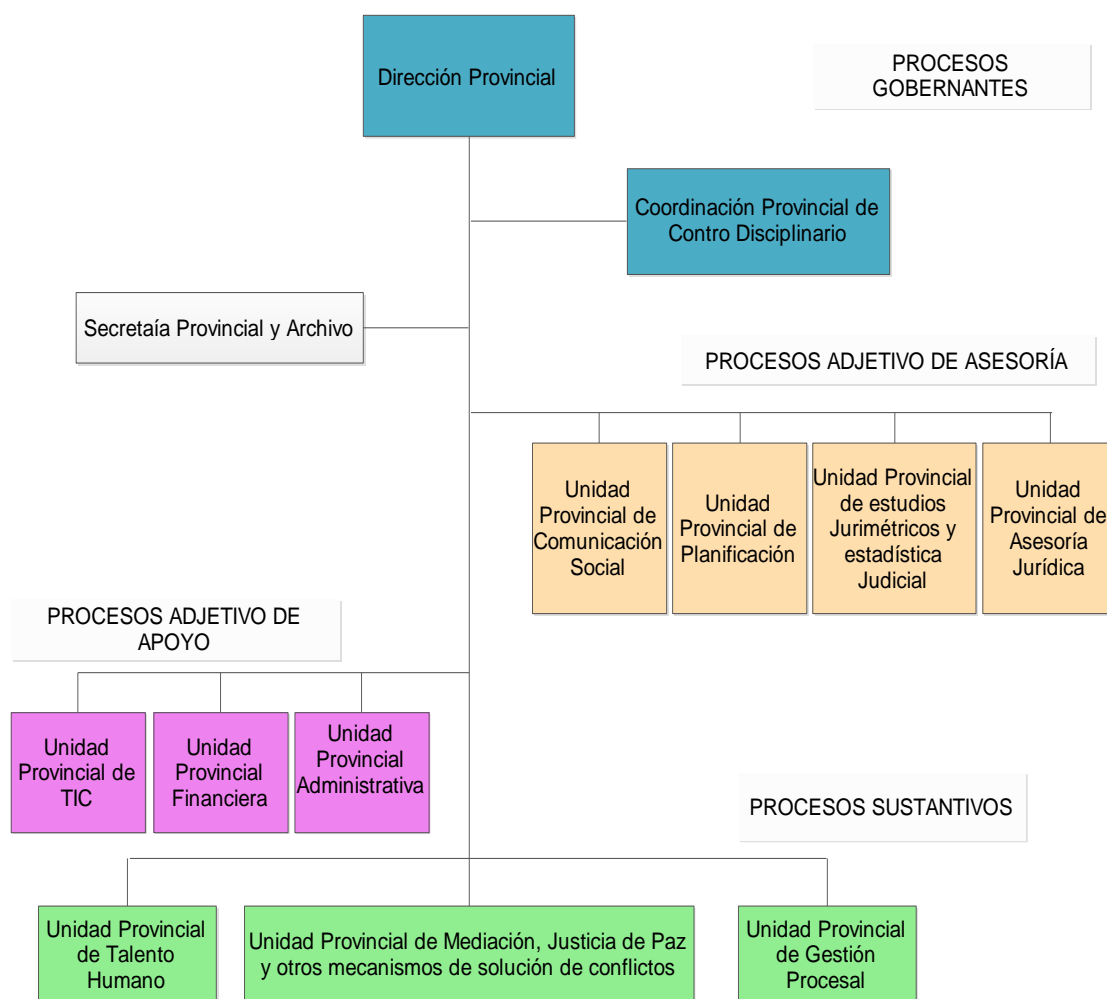 Dirección Provincial
PROCESOS
GOBERNANTES
Coordinación Provincial de
Contro Disciplinario
Secretaía Provincial y Archivo
PROCESOS ADJETIVO DE ASESORÍA
Unidad
Provincial de
Comunicación
Social
Unidad
Provincial de
Planificación
Unidad Provincial
de estudios
Jurimétricos y
estadística
Judicial
Unidad
Provincial de
Asesoría
Jurídica
PROCESOS ADJETIVO DE
APOYO
Unidad
Provincial de
TIC
Unidad
Provincial
Financiera
Unidad
Provincial
Administrativa
PROCESOS SUSTANTIVOS
Unidad Provincial
de Talento
Humano
Unidad Provincial de Mediación, Justicia de Paz
y otros mecanismos de solución de conflictos
Unidad Provincial
de Gestión
Procesal